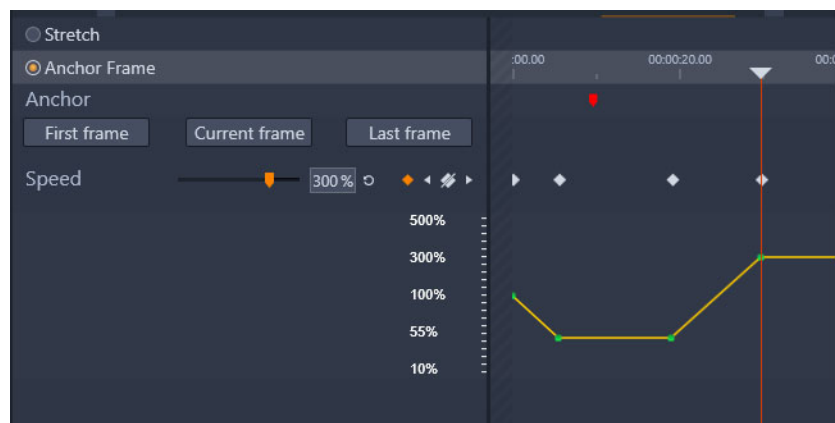 Stretch
Anchor Frame
:00.00 00:00:20.00 00:
Anchor
First frame Current frame Last frame
Speed 300 %
500%
300%
100%
55%
10%